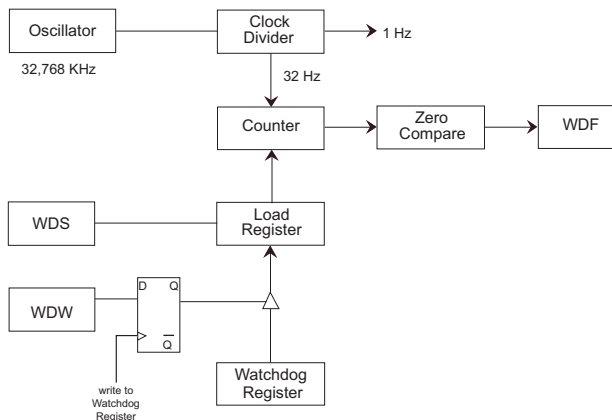 Oscillator
Clock
Divider
1 Hz
32,768 KHz
32 Hz
Counter
Zero
Compare
WDF
WDS
Load
Register
D Q
WDW
Q
write to
Watchdog
Register
Watchdog
Register